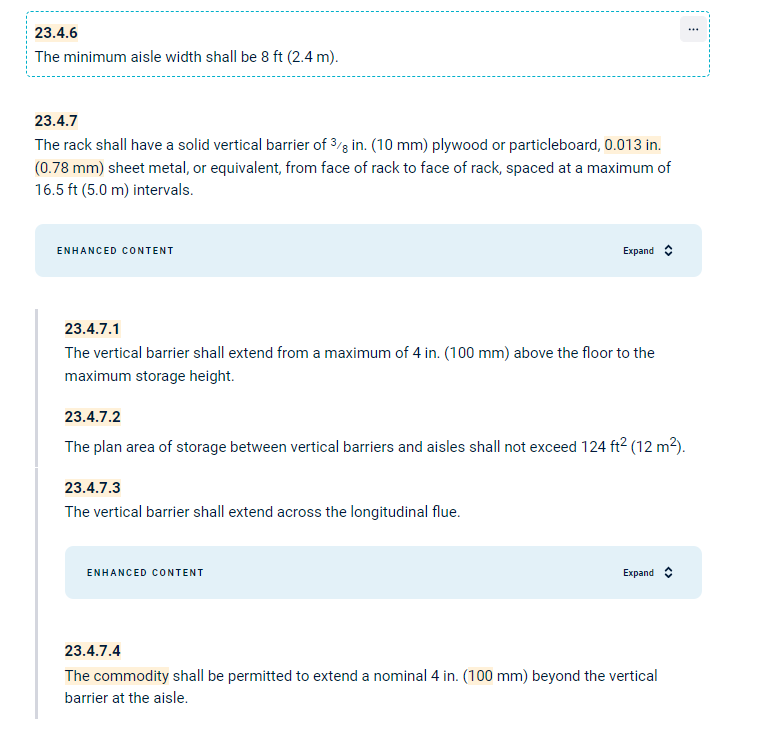 23.4.6
...
The minimum aisle width shall be 8 ft (2.4 m).
23.4.7
The rack shall have a solid vertical barrier of 3/8 in. (10 mm) plywood or particleboard, 0.013 in.
(0.78 mm) sheet metal, or equivalent, from face of rack to face of rack, spaced at a maximum of
16.5 ft (5.0 m) intervals.
ENHANCED CONTENT Expand
23.4.7.1
The vertical barrier shall extend from a maximum of 4 in. (100 mm) above the floor to the
maximum storage height.
23.4.7.2
The plan area of storage between vertical barriers and aisles shall not exceed 124 ft² (12 m²).
23.4.7.3
The vertical barrier shall extend across the longitudinal flue.
ENHANCED CONTENT Expand
23.4.7.4
The commodity shall be permitted to extend a nominal 4 in. (100 mm) beyond the vertical
barrier at the aisle.